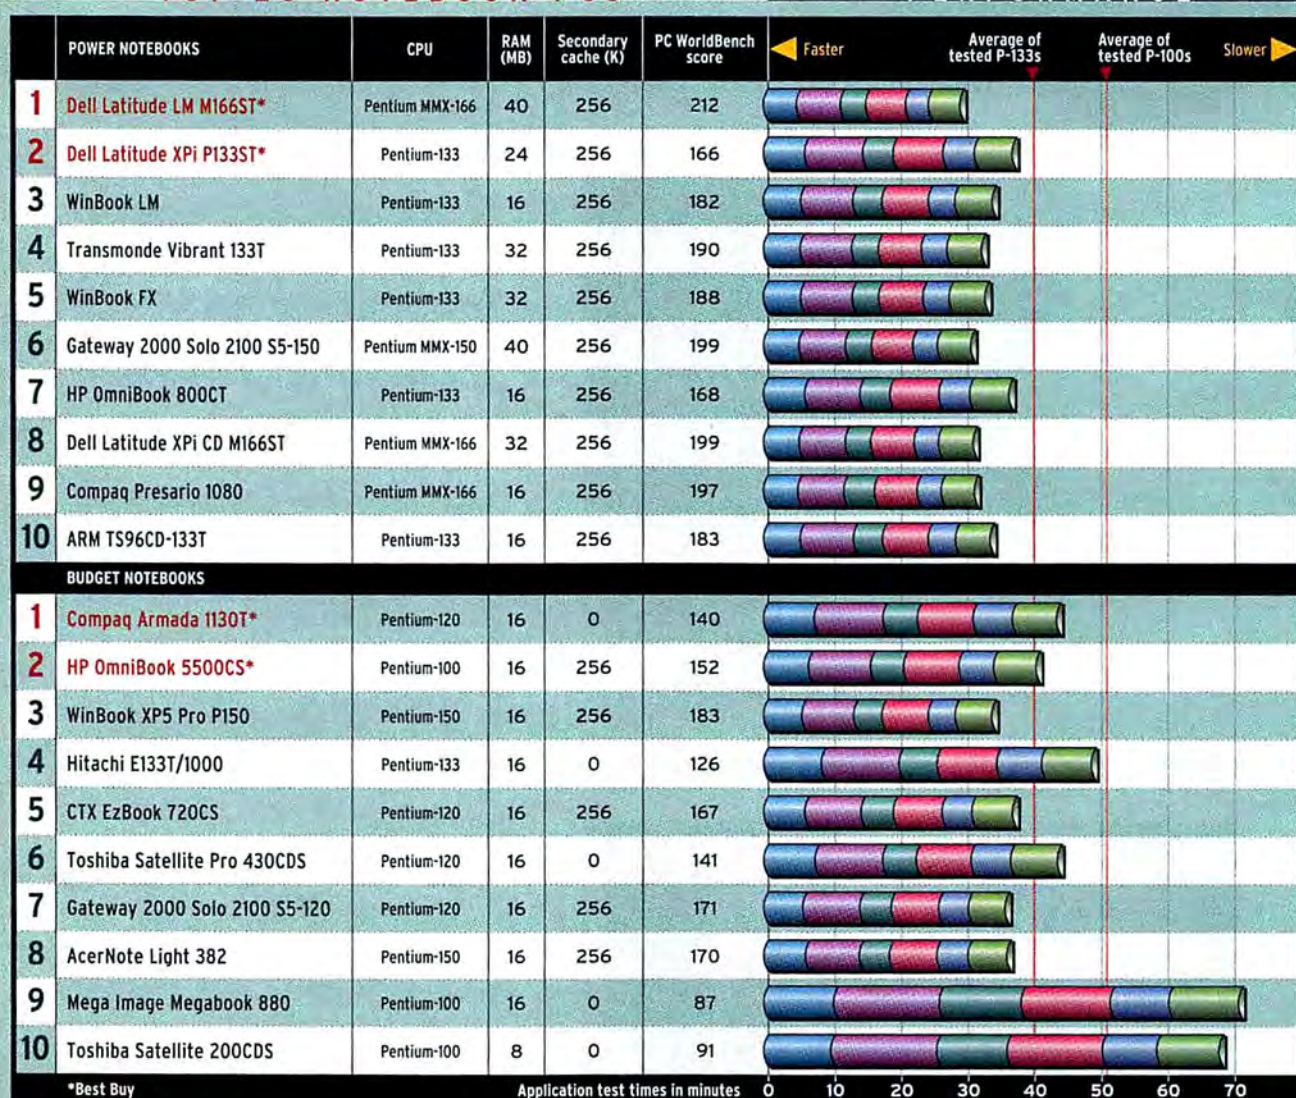 POWER NOTEBOOKS CPU RAM (MB) Secondary cache (K) PC WorldBench score Faster Average of tested P-133s Average of tested P-100s Slower
1 Dell Latitude LM M166ST* Pentium MMX-166 40 256 212
2 Dell Latitude XPi P133ST* Pentium-133 24 256 166
3 WinBook LM Pentium-133 16 256 182
4 Transmonde Vibrant 133T Pentium-133 32 256 190
5 WinBook FX Pentium-133 32 256 188
6 Gateway 2000 Solo 2100 S5-150 Pentium MMX-150 40 256 199
7 HP OmniBook 800CT Pentium-133 16 256 168
8 Dell Latitude XPi CD M166ST Pentium MMX-166 32 256 199
9 Compaq Presario 1080 Pentium MMX-166 16 256 197
10 ARM TS96CD-133T Pentium-133 16 256 183
BUDGET NOTEBOOKS
1 Compaq Armada 1130T* Pentium-120 16 0 140
2 HP OmniBook 5500CS* Pentium-100 16 256 152
3 WinBook XP5 Pro P150 Pentium-150 16 256 183
4 Hitachi E133T/1000 Pentium-133 16 0 126
5 CTX EzBook 720CS Pentium-120 16 256 167
6 Toshiba Satellite Pro 430CDS Pentium-120 16 0 141
7 Gateway 2000 Solo 2100 S5-120 Pentium-120 16 256 171
8 AcerNote Light 382 Pentium-150 16 256 170
9 Mega Image Megabook 880 Pentium-100 16 0 87
10 Toshiba Satellite 200CDS Pentium-100 8 0 91
*Best Buy Application test times in minutes 0 10 20 30 40 50 60 70